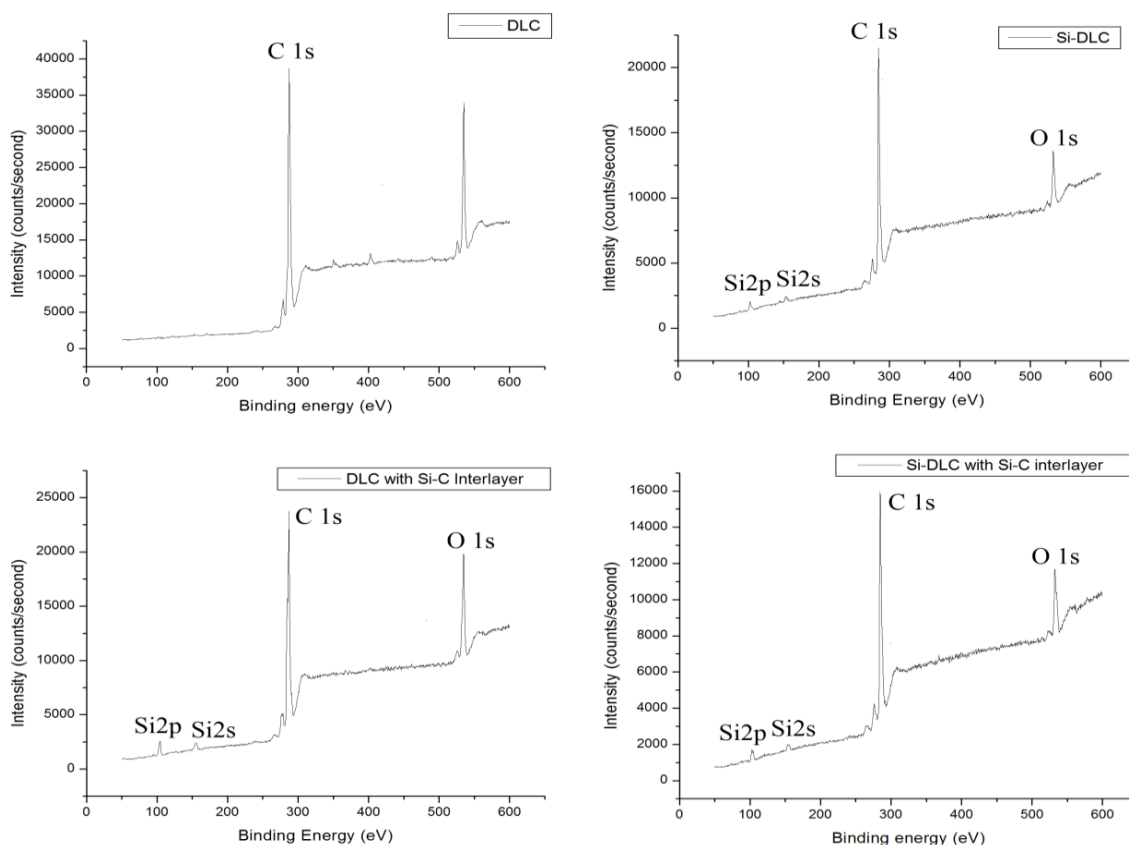 DLC
C 1s
40000
35000
30000
25000
20000
15000
10000
5000
0
Intensity (counts/second)
0 100 200 300 400 500 600
Binding energy (eV)
Si-DLC
C 1s
O 1s
Si2p Si2s
20000
15000
10000
5000
0
Intensity (counts/second)
0 100 200 300 400 500 600
Binding Energy (eV)
DLC with Si-C Interlayer
C 1s
O 1s
Si2p Si2s
25000
20000
15000
10000
5000
0
Intensity (counts/second)
0 100 200 300 400 500 600
Binding Energy (eV)
Si-DLC with Si-C interlayer
C 1s
O 1s
Si2p Si2s
16000
14000
12000
10000
8000
6000
4000
2000
0
Intensity (counts/second)
0 100 200 300 400 500 600
Binding energy (eV)